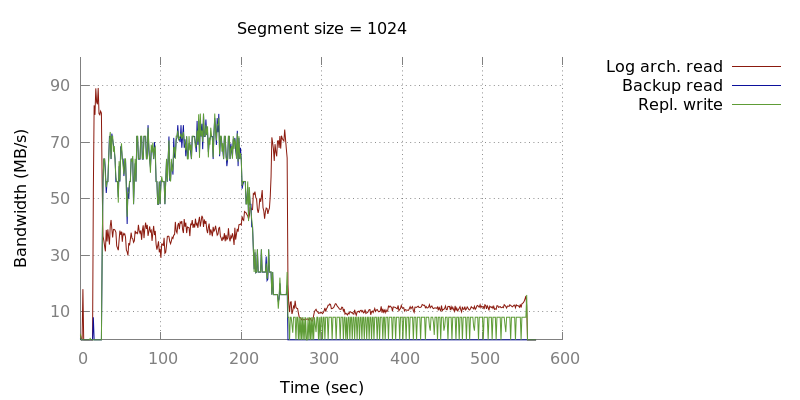 Segment size = 1024
Log arch. read
Backup read
Repl. write
90
70
50
30
10
Bandwidth (MB/s)
0 100 200 300 400 500 600
Time (sec)